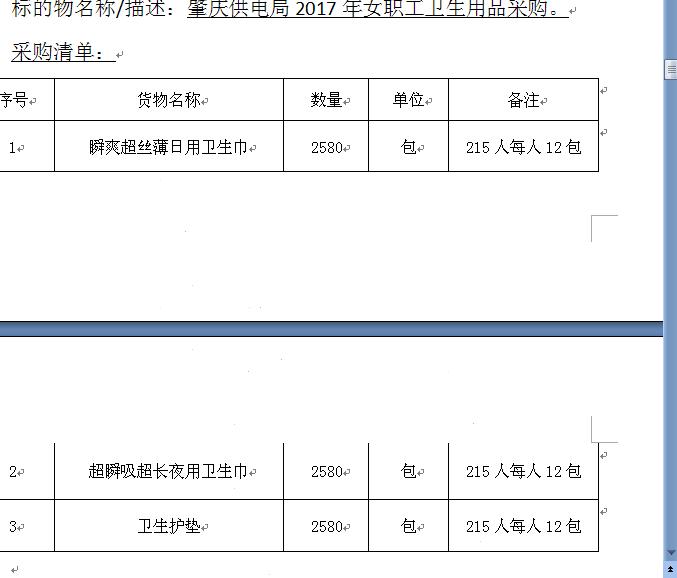 标的物名称/描述：肇庆供电局 2017 年女职工卫生用品采购。
采购清单：
序号 货物名称 数量 单位 备注
1 瞬爽超丝薄日用卫生巾 2580 包 215 人每人 12 包
2 超瞬吸超长夜用卫生巾 2580 包 215 人每人 12 包
3 卫生护垫 2580 包 215 人每人 12 包